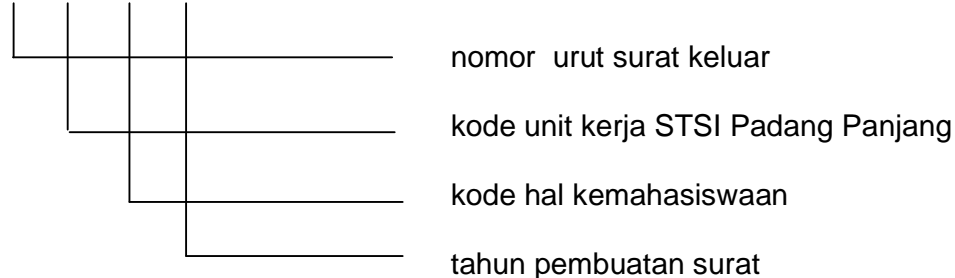 nomor urut surat keluar
kode unit kerja STSI Padang Panjang
kode hal kemahasiswaan
tahun pembuatan surat